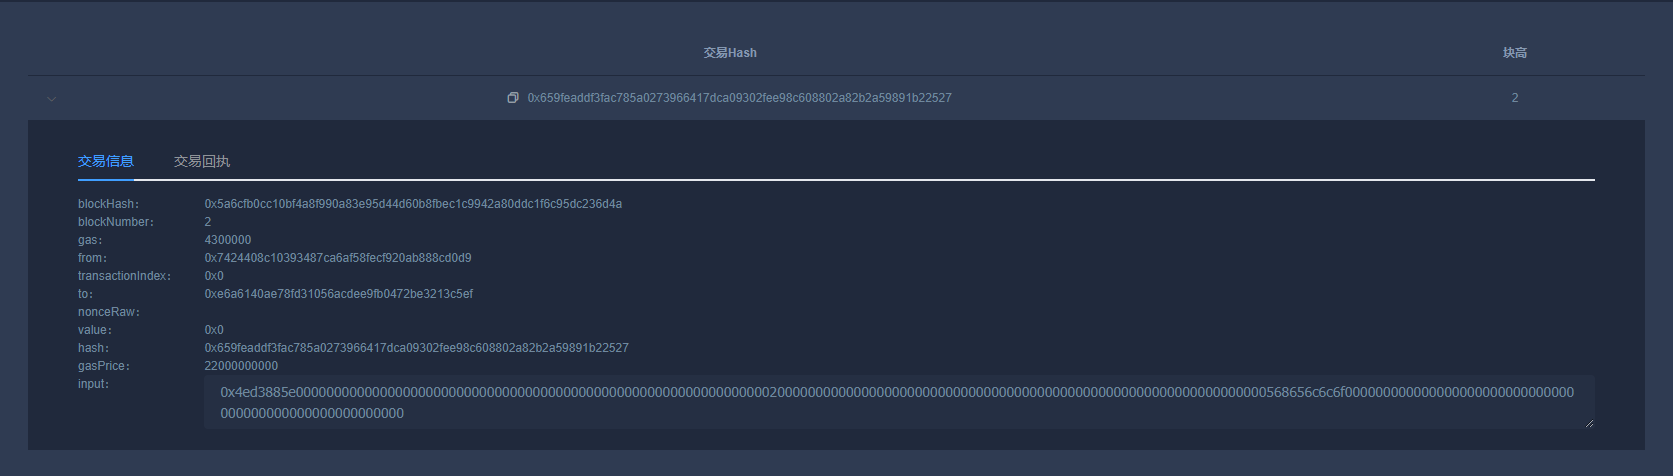 交易Hash 块高
0x659feaddf3fac785a0273966417dca09302fee98c608802a82b2a59891b22527 2
交易信息 交易回执
blockHash: 0x5a6cfb0cc10bf4a8f990a83e95d44d60b8fbec1c9942a80ddc1f6c95dc236d4a
blockNumber: 2
gas: 4300000
from: 0x7424408c10393487ca6af58fecf920ab888cd0d9
transactionIndex: 0x0
to: 0xe6a6140ae78fd31056acdee9fb0472be3213c5ef
nonceRaw:
value: 0x0
hash: 0x659feaddf3fac785a0273966417dca09302fee98c608802a82b2a59891b22527
gasPrice: 22000000000
input: 0x4ed3885e0000000000000000000000000000000000000000000000000000000000000020000000000000000000000000000000000000000000000000000000000000000568656c6c6f000000000000000000000000000000
000000000000000000000000